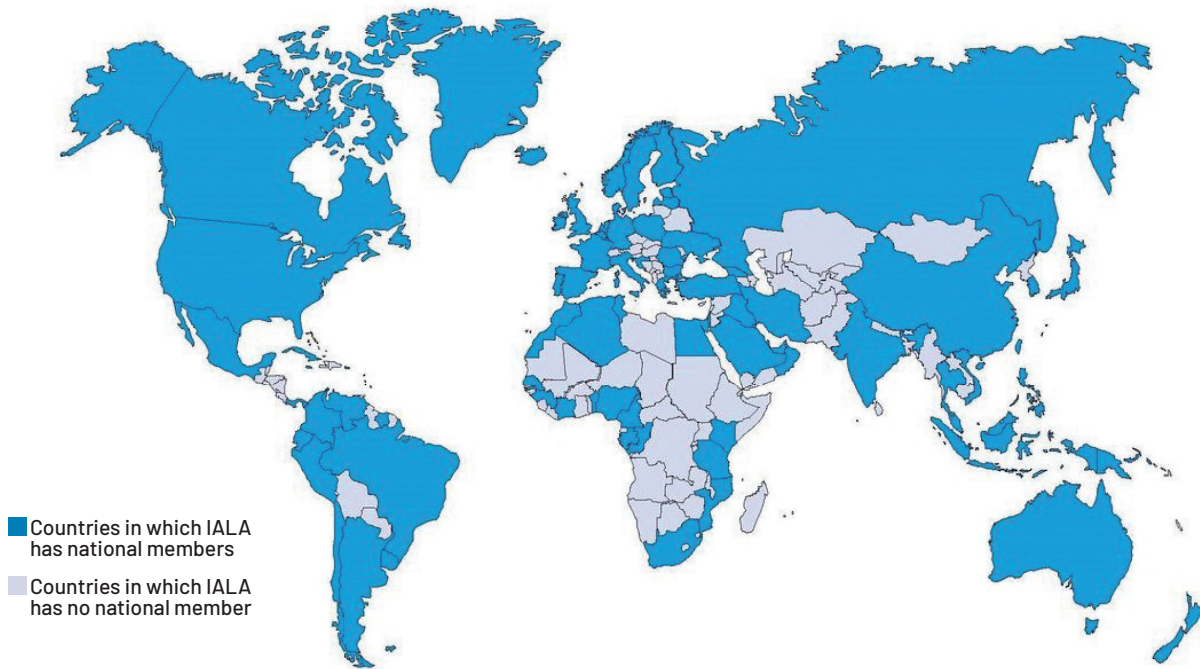 Countries in which IALA
has national members
Countries in which IALA
has no national member